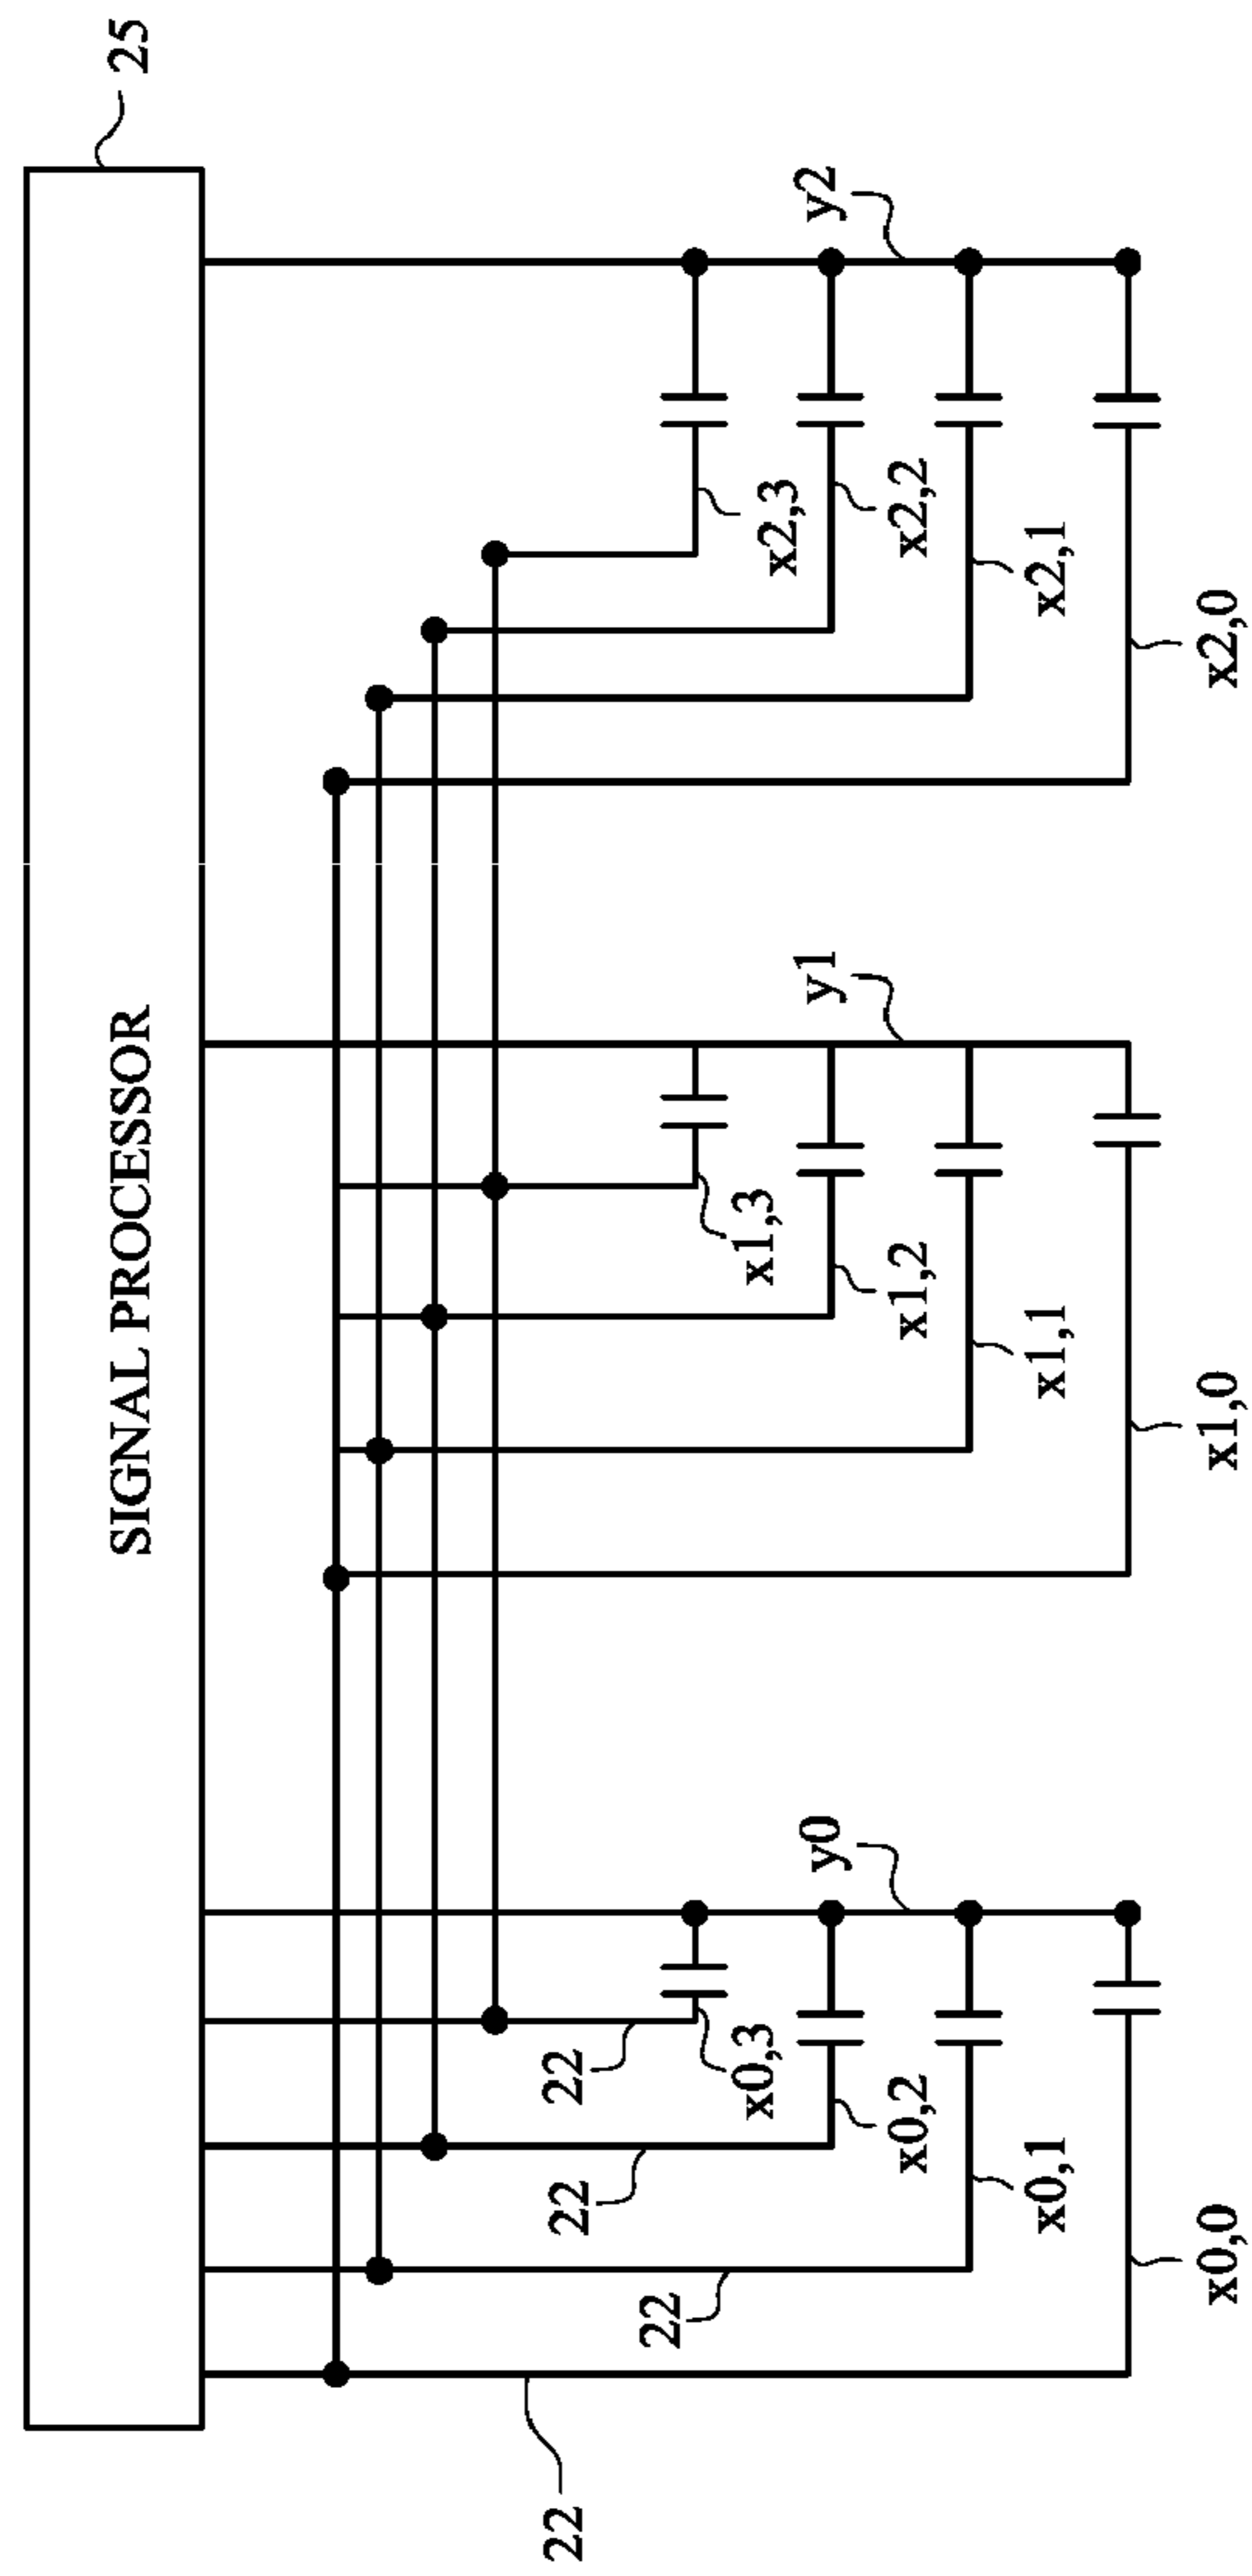 SIGNAL PROCESSOR
25
22
22
22
22
y0
y1
y2
x0,3
x0,2
x0,1
x0,0
x1,3
x1,2
x1,1
x1,0
x2,3
x2,2
x2,1
x2,0